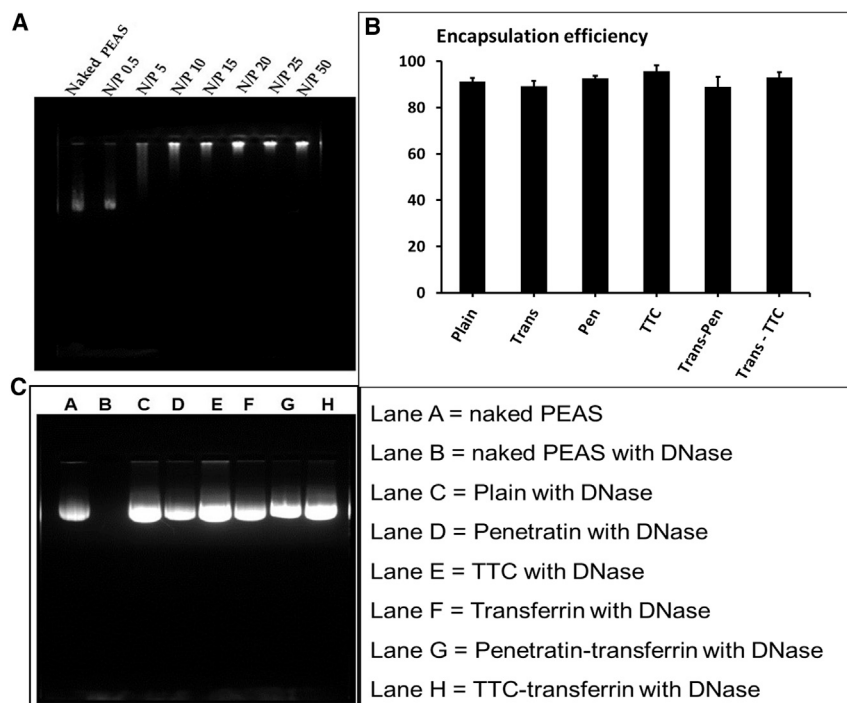 A
Naked PEAS
N/P 0.5
N/P 5
N/P 10
N/P 15
N/P 20
N/P 25
N/P 50
B
Encapsulation efficiency
100
80
60
40
20
0
Plain
Trans
Pen
TTC
Trans-Pen
Trans - TTC
C
A B C D E F G H
Lane A = naked PEAS
Lane B = naked PEAS with DNase
Lane C = Plain with DNase
Lane D = Penetratin with DNase
Lane E = TTC with DNase
Lane F = Transferrin with DNase
Lane G = Penetratin-transferrin with DNase
Lane H = TTC-transferrin with DNase